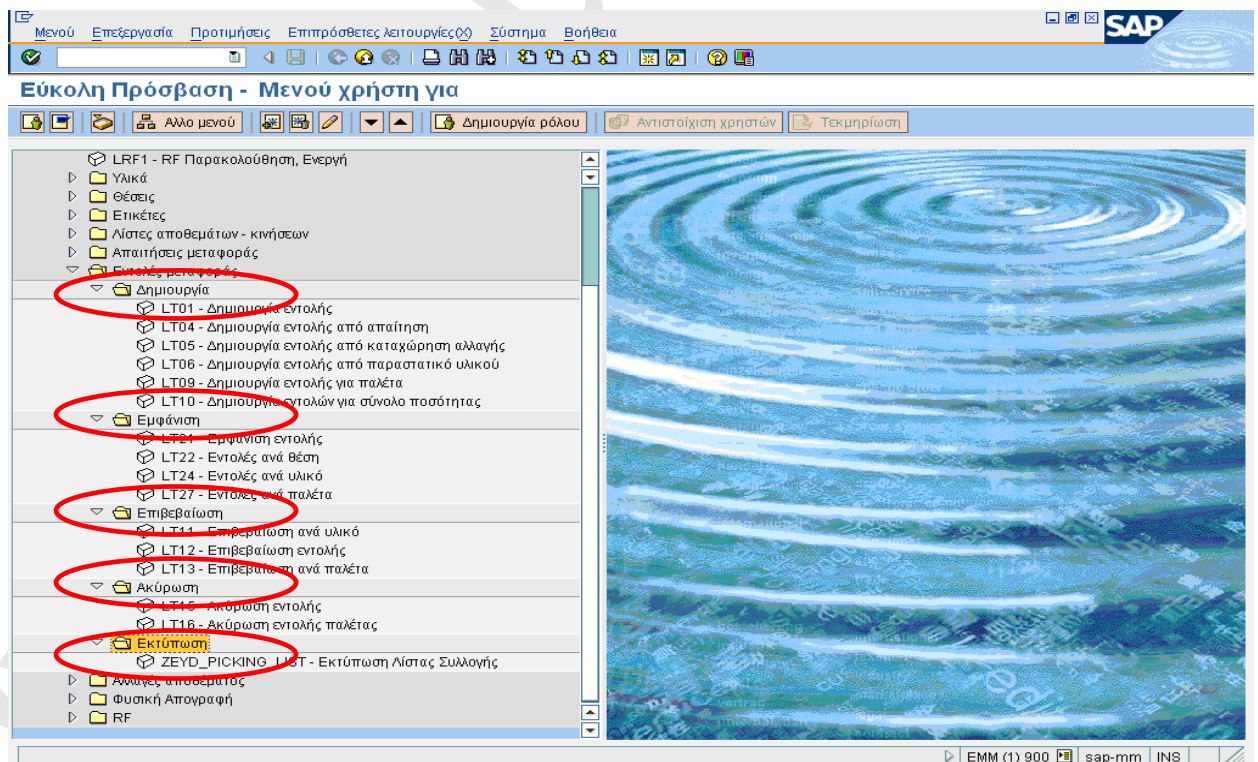 Μενού Επεξεργασία Προτιμήσεις Επιπρόσθετες λειτουργίες(X) Σύστημα Βοήθεια
SAP
Εύκολη Πρόσβαση - Μενού χρήστη για
Αλλο μενού Δημιουργία ρόλου Αντιστοίχιση χρηστών Τεκμηρίωση
LRF1 - RF Παρακολούθηση, Ενεργή
Υλικά
Θέσεις
Ετικέτες
Λίστες αποθεμάτων - κινήσεων
Απαιτήσεις μεταφοράς
Εντολές μεταφοράς
Δημιουργία
LT01 - Δημιουργία εντολής
LT04 - Δημιουργία εντολής από απαίτηση
LT05 - Δημιουργία εντολής από καταχώρηση αλλαγής
LT06 - Δημιουργία εντολής από παραστατικό υλικού
LT09 - Δημιουργία εντολής για παλέτα
LT10 - Δημιουργία εντολών για σύνολο ποσότητας
Εμφάνιση
LT21 - Εμφάνιση εντολής
LT22 - Εντολές ανά θέση
LT24 - Εντολές ανά υλικό
LT27 - Εντολές ανά παλέτα
Επιβεβαίωση
LT11 - Επιβεβαίωση ανά υλικό
LT12 - Επιβεβαίωση εντολής
LT13 - Επιβεβαίωση ανά παλέτα
Ακύρωση
LT15 - Ακύρωση εντολής
LT16 - Ακύρωση εντολής παλέτας
Εκτύπωση
ZEYD_PICKING_LIST - Εκτύπωση Λίστας Συλλογής
Αλλαγές αποθέματος
Φυσική Απογραφή
RF
EMM (1) 900 sap-mm INS